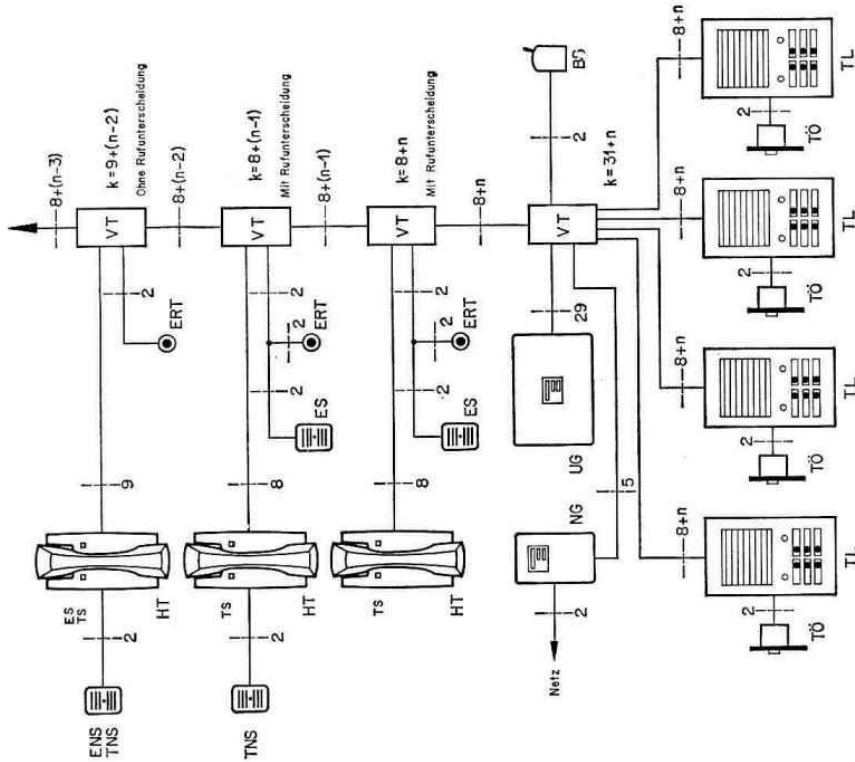 8+(n-3)
k=9+(n-2)
Ohne Rufunterscheidung
VT
8+(n-2)
2
ERT
9
ES
TS
HT
2
ENS
TNS
k=8+(n-1)
Mit Rufunterscheidung
VT
8+(n-1)
2
2
ERT
2
ES
8
TS
HT
2
TNS
k=8+n
Mit Rufunterscheidung
VT
8+n
2
2
ERT
2
ES
8
TS
HT
BS
2
k=31+n
VT
29
UG
NG
5
2
Netz
8+n
2
TÖ
TL
8+n
2
TÖ
TL
8+n
2
TÖ
TL
8+n
2
TÖ
TL